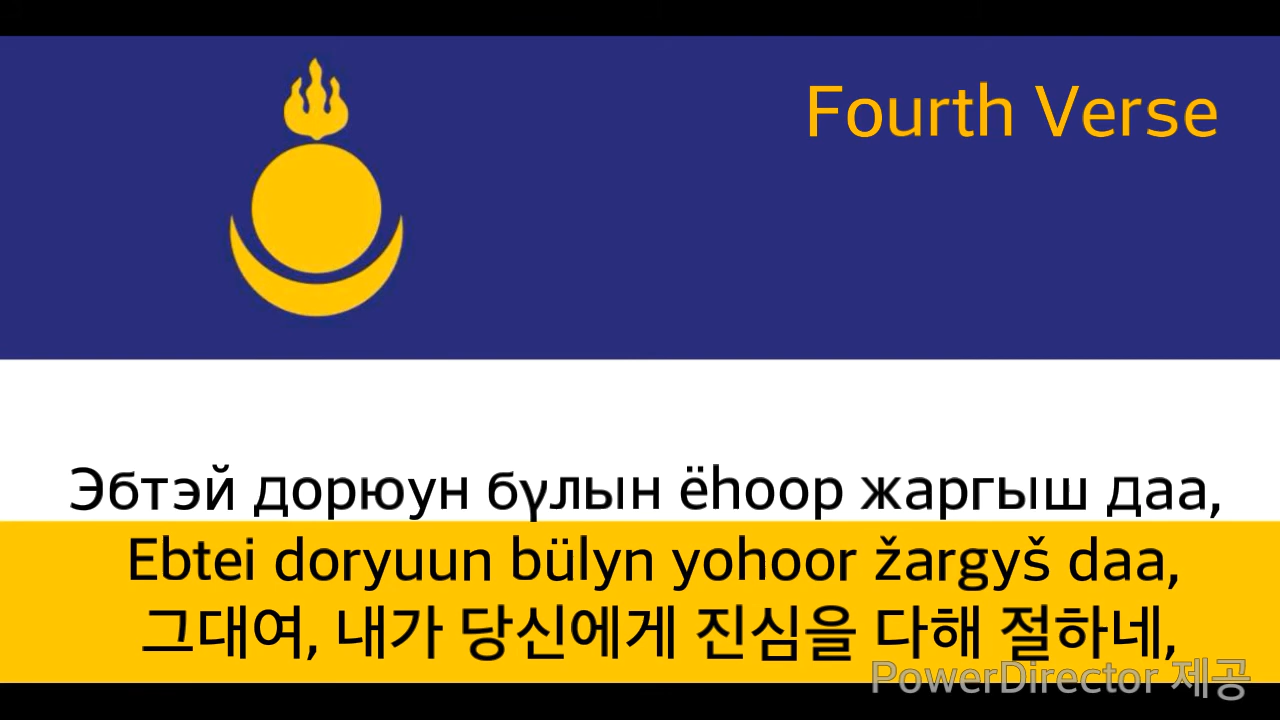 Fourth Verse
Эбтэй дорюун бүлын ёһоор жаргыш даа,
Ebtei doryuun bülyn yohoor žargyš daa,
그대여, 내가 당신에게 진심을 다해 절하네,
PowerDirector 제공